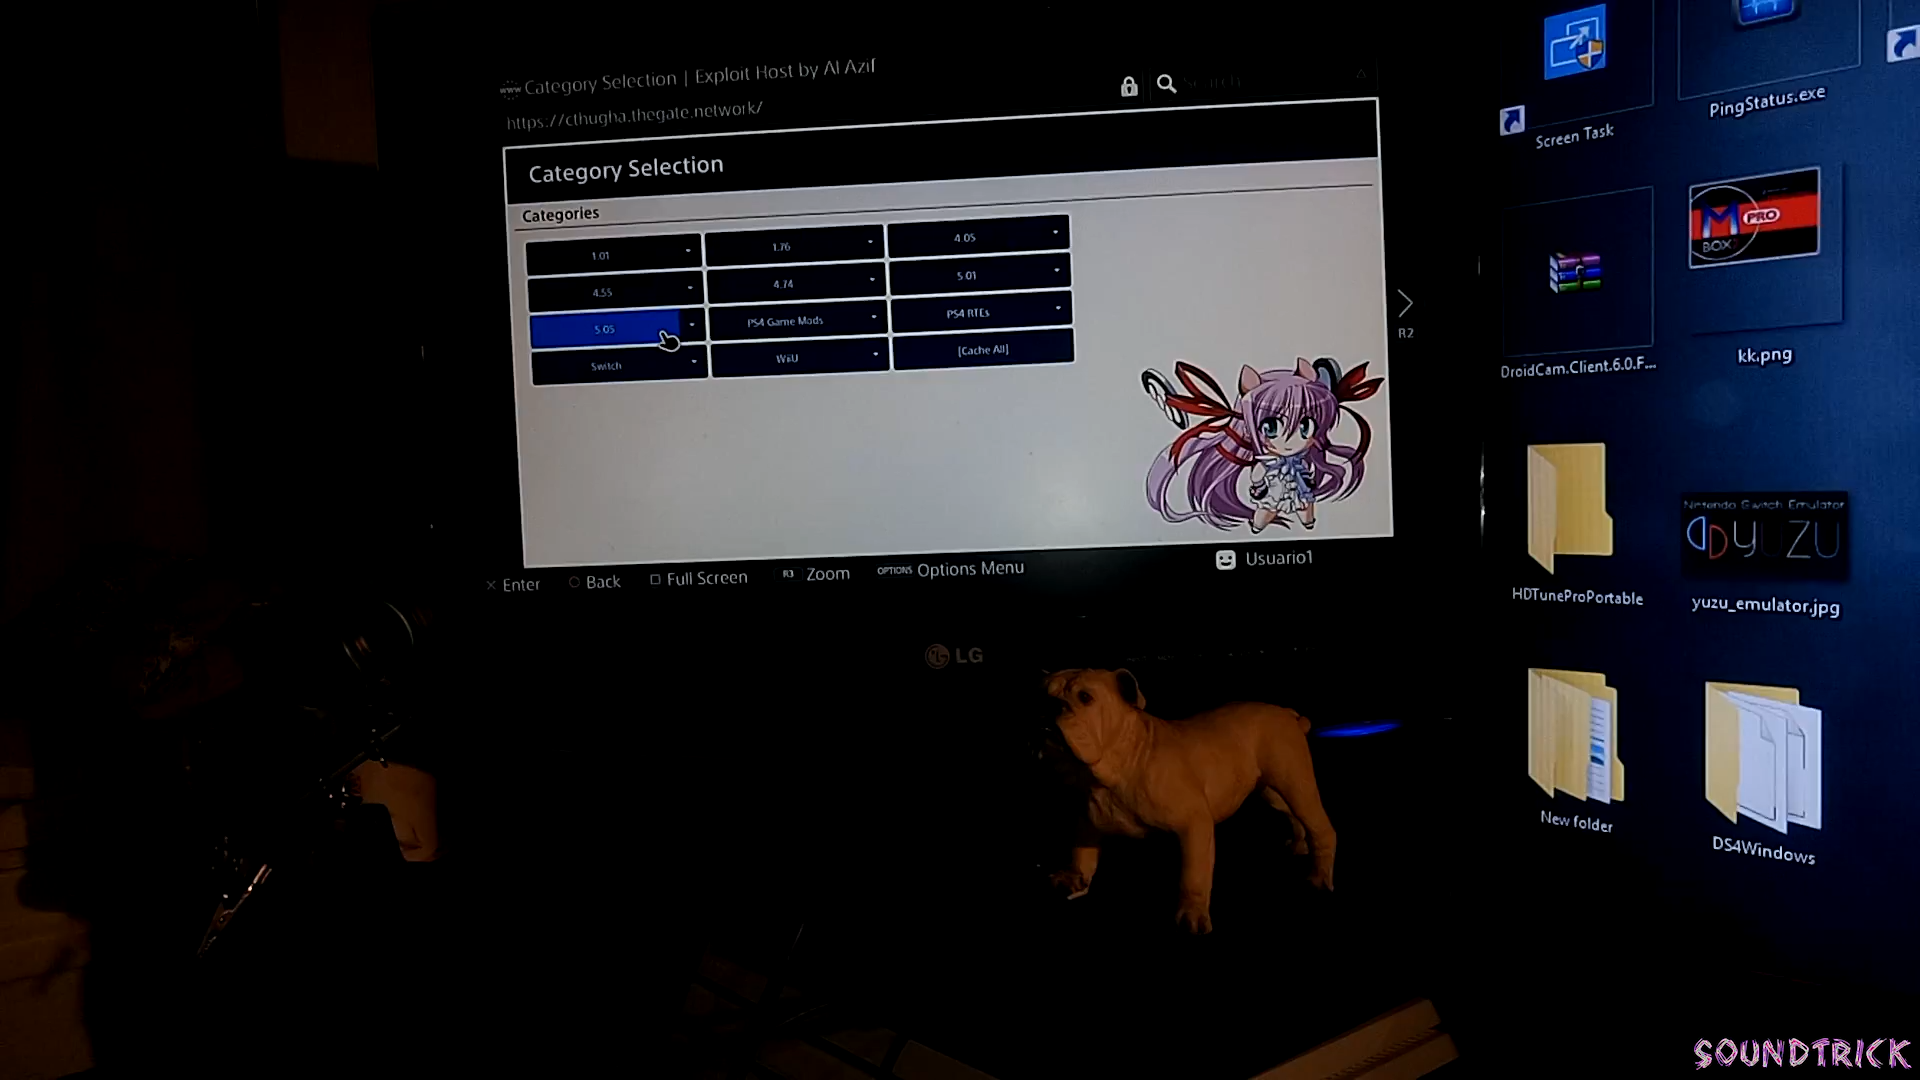 Category Selection | Exploit Host by Al Azif
Search
https://cthugha.thegate.network/
Category Selection
Categories
1.01
1.76
4.05
4.55
4.74
5.01
5.05
PS4 Game Mods
PS4 RTEs
Switch
WiiU
[Cache All]
R2
Enter
Back
Full Screen
R3 Zoom
OPTIONS Options Menu
Usuario1
LG
Screen Task
PingStatus.exe
M BOX PRO
DroidCam.Client.6.0.F...
kk.png
Nintendo Switch Emulator
YUZU
HDTuneProPortable
yuzu_emulator.jpg
New folder
DS4Windows
SOUNDTRICK